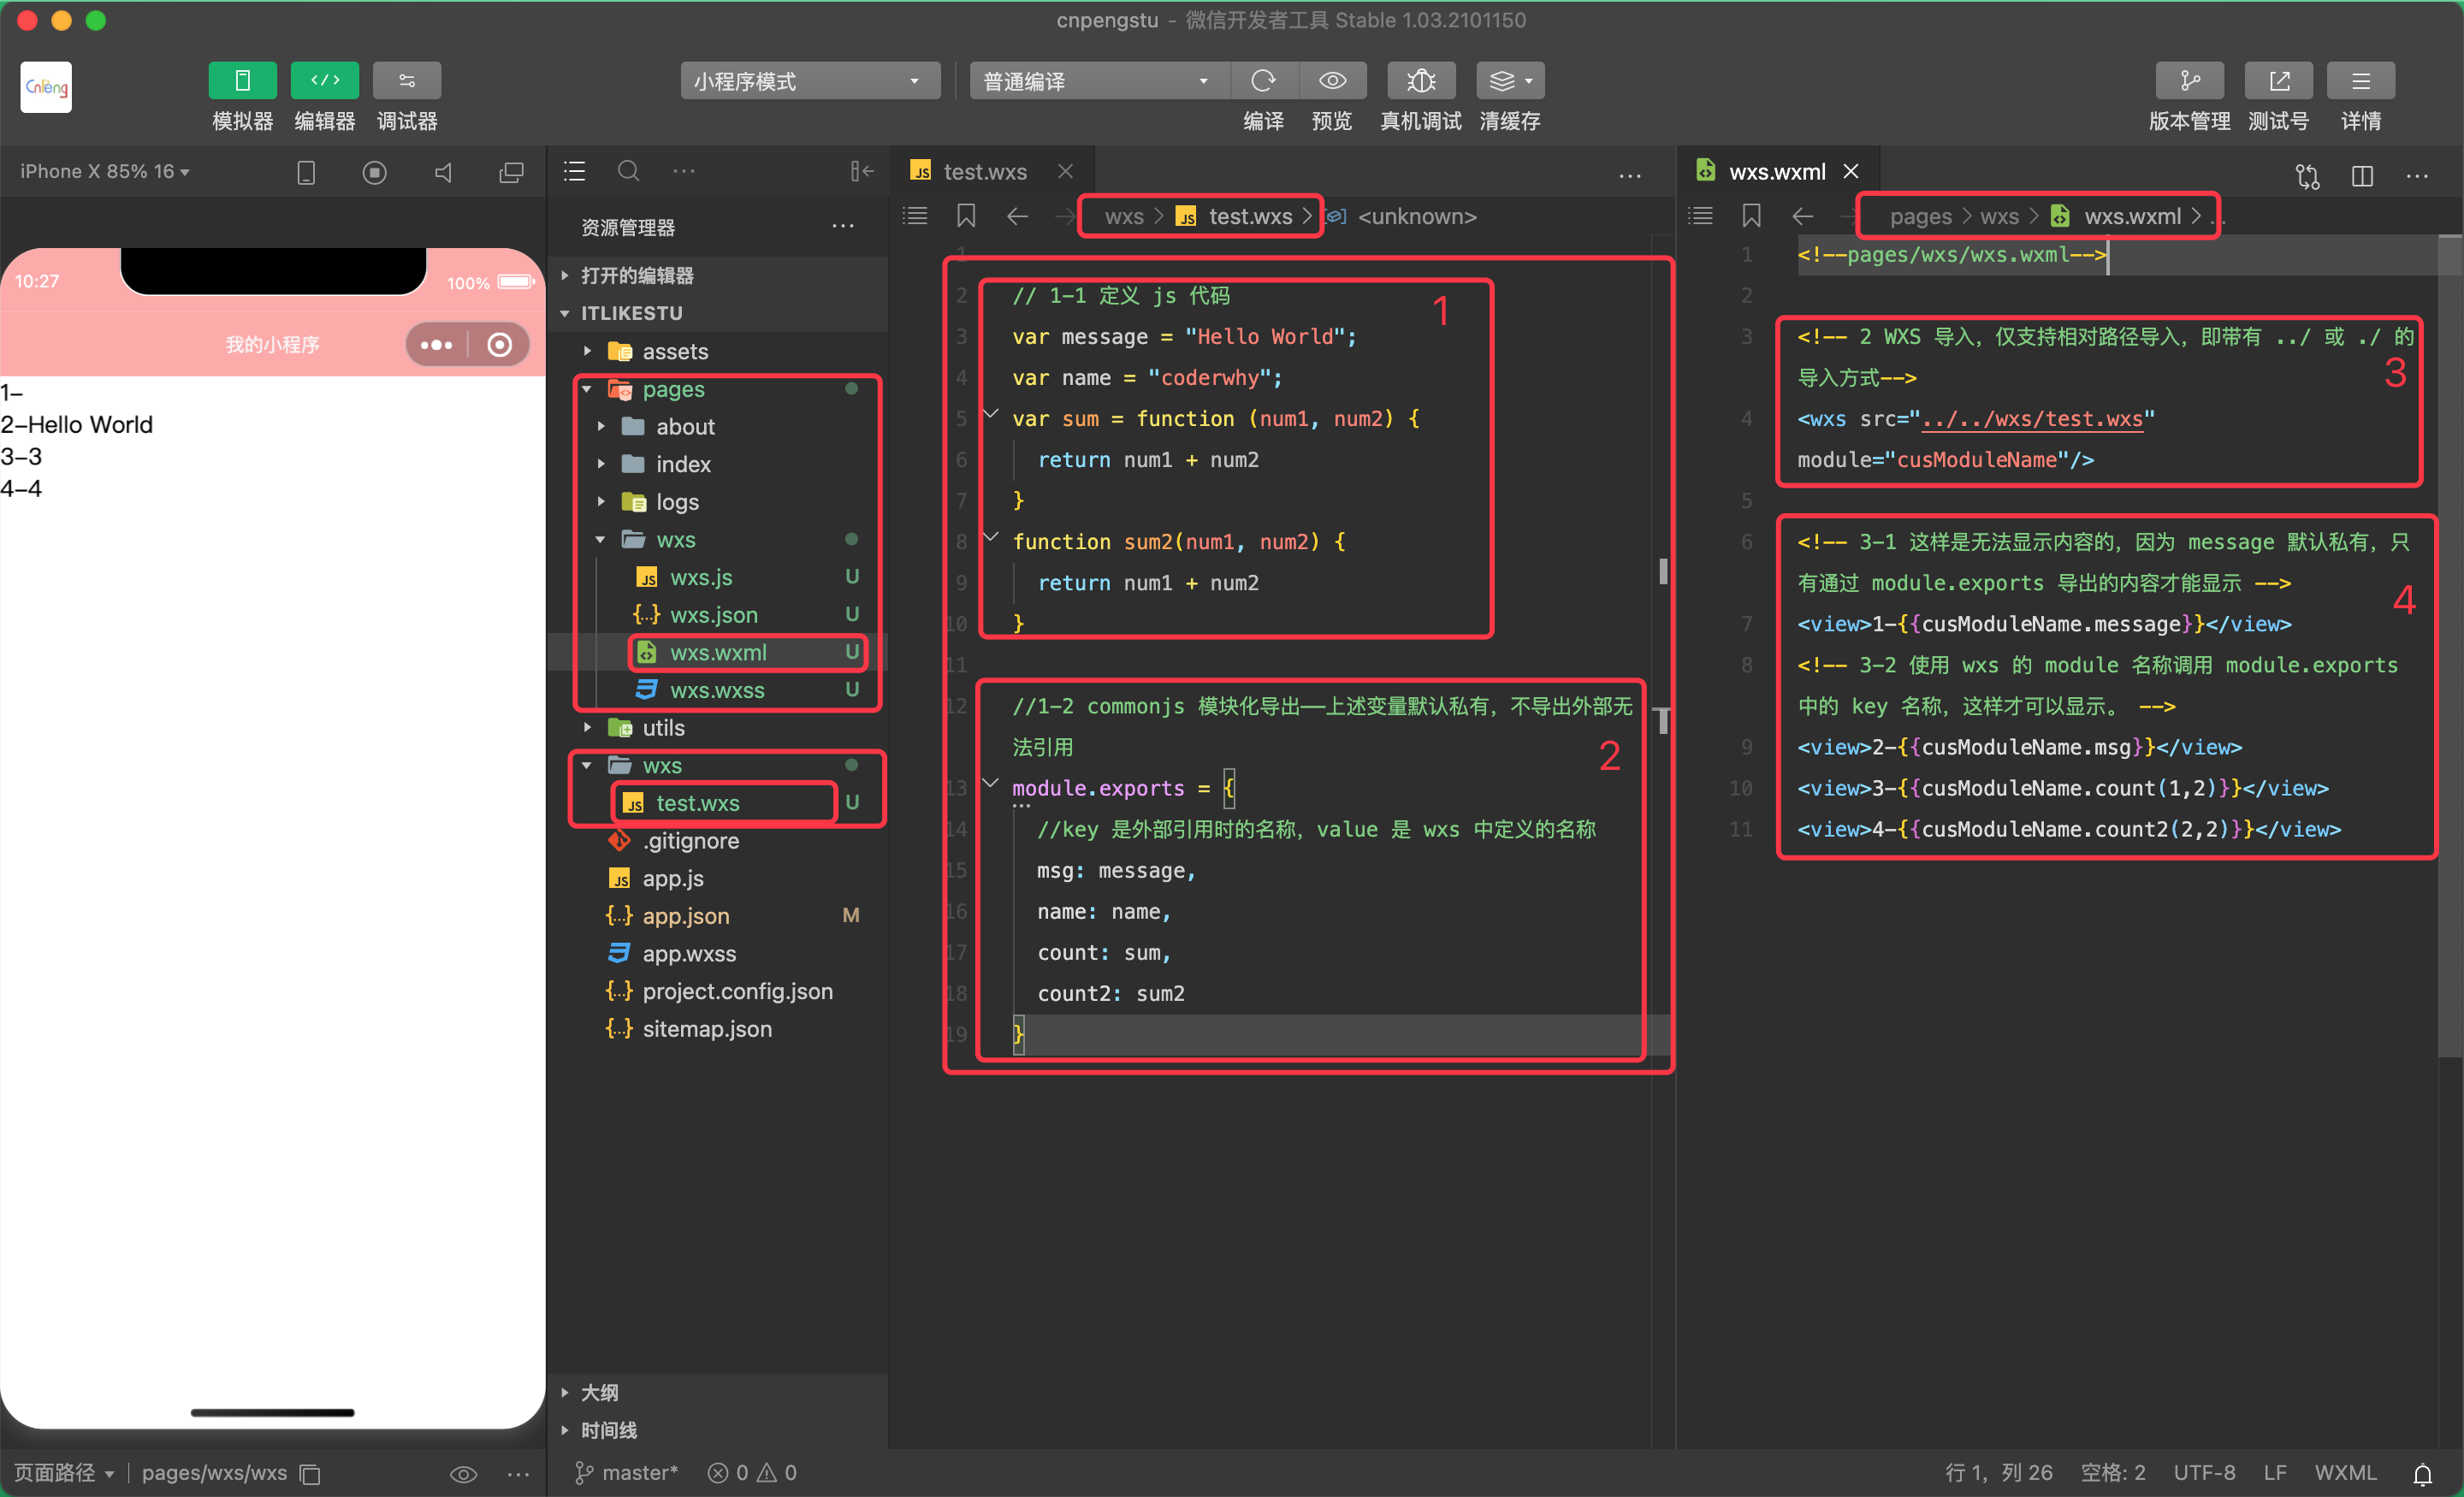 cnpengstu – 微信开发者工具 Stable 1.03.2101150
CnPeng
模拟器 编辑器 调试器
小程序模式
普通编译
编译 预览 真机调试 清缓存
版本管理 测试号 详情
iPhone X 85% 16
10:27
100%
我的小程序
1-
2-Hello World
3-3
4-4
页面路径 pages/wxs/wxs
资源管理器
打开的编辑器
ITLIKESTU
assets
pages
about
index
logs
wxs
wxs.js U
wxs.json U
wxs.wxml U
wxs.wxss U
utils
wxs
test.wxs U
.gitignore
app.js
app.json M
app.wxss
project.config.json
sitemap.json
大纲
时间线
master* 0 0
test.wxs
wxs > test.wxs > <unknown>
1
2 // 1-1 定义 js 代码
3 var message = "Hello World";
4 var name = "coderwhy";
5 var sum = function (num1, num2) {
6 return num1 + num2
7 }
8 function sum2(num1, num2) {
9 return num1 + num2
10 }
11
12 //1-2 commonjs 模块化导出——上述变量默认私有，不导出外部无
法引用
13 module.exports = {
14 //key 是外部引用时的名称，value 是 wxs 中定义的名称
15 msg: message,
16 name: name,
17 count: sum,
18 count2: sum2
19 }
1
2
wxs.wxml
pages > wxs > wxs.wxml > ...
1 <!--pages/wxs/wxs.wxml-->
2
3 <!-- 2 WXS 导入，仅支持相对路径导入，即带有 ../ 或 ./ 的
导入方式-->
4 <wxs src="../../wxs/test.wxs"
module="cusModuleName"/>
5
6 <!-- 3-1 这样是无法显示内容的，因为 message 默认私有，只
有通过 module.exports 导出的内容才能显示 -->
7 <view>1-{{cusModuleName.message}}</view>
8 <!-- 3-2 使用 wxs 的 module 名称调用 module.exports
中的 key 名称，这样才可以显示。 -->
9 <view>2-{{cusModuleName.msg}}</view>
10 <view>3-{{cusModuleName.count(1,2)}}</view>
11 <view>4-{{cusModuleName.count2(2,2)}}</view>
3
4
行 1，列 26 空格: 2 UTF-8 LF WXML